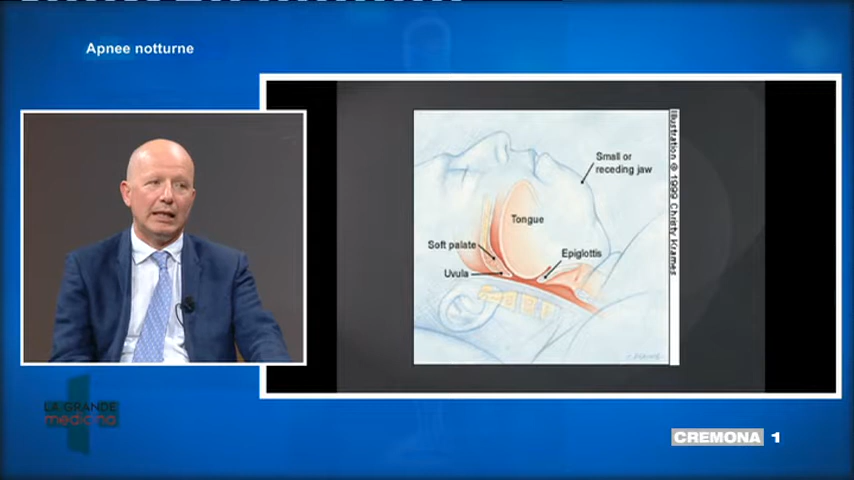 Apnee notturne
Small or
receding jaw
Tongue
Soft palate
Epiglottis
Uvula
Illustration @ 1999 Christy Krames
LA GRANDE
medicina
CREMONA 1